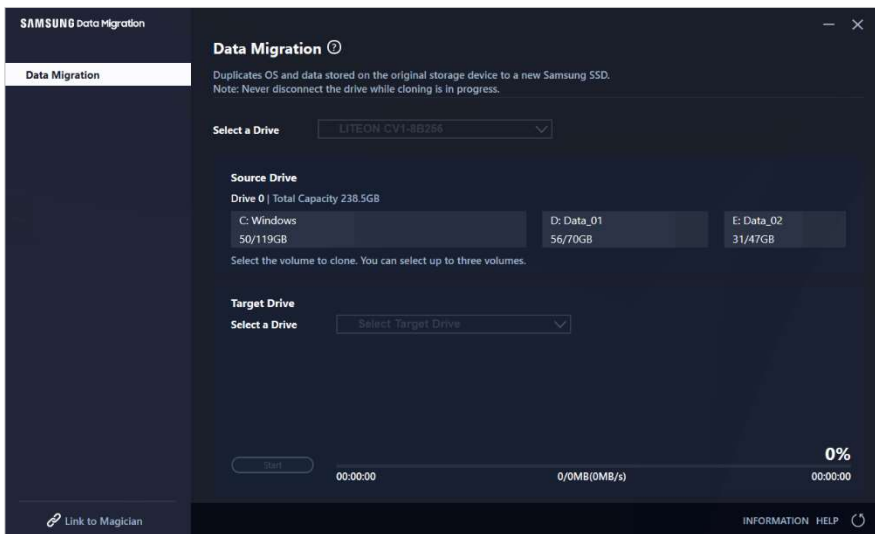 SAMSUNG Data Migration
Data Migration
Data Migration ?
Duplicates OS and data stored on the original storage device to a new Samsung SSD.
Note: Never disconnect the drive while cloning is in progress.
Select a Drive LITEON CV1-8B256
Source Drive
Drive 0 | Total Capacity 238.5GB
C: Windows D: Data_01 E: Data_02
50/119GB 56/70GB 31/47GB
Select the volume to clone. You can select up to three volumes.
Target Drive
Select a Drive Select Target Drive
0%
Start
00:00:00 0/0MB(0MB/s) 00:00:00
Link to Magician
INFORMATION HELP